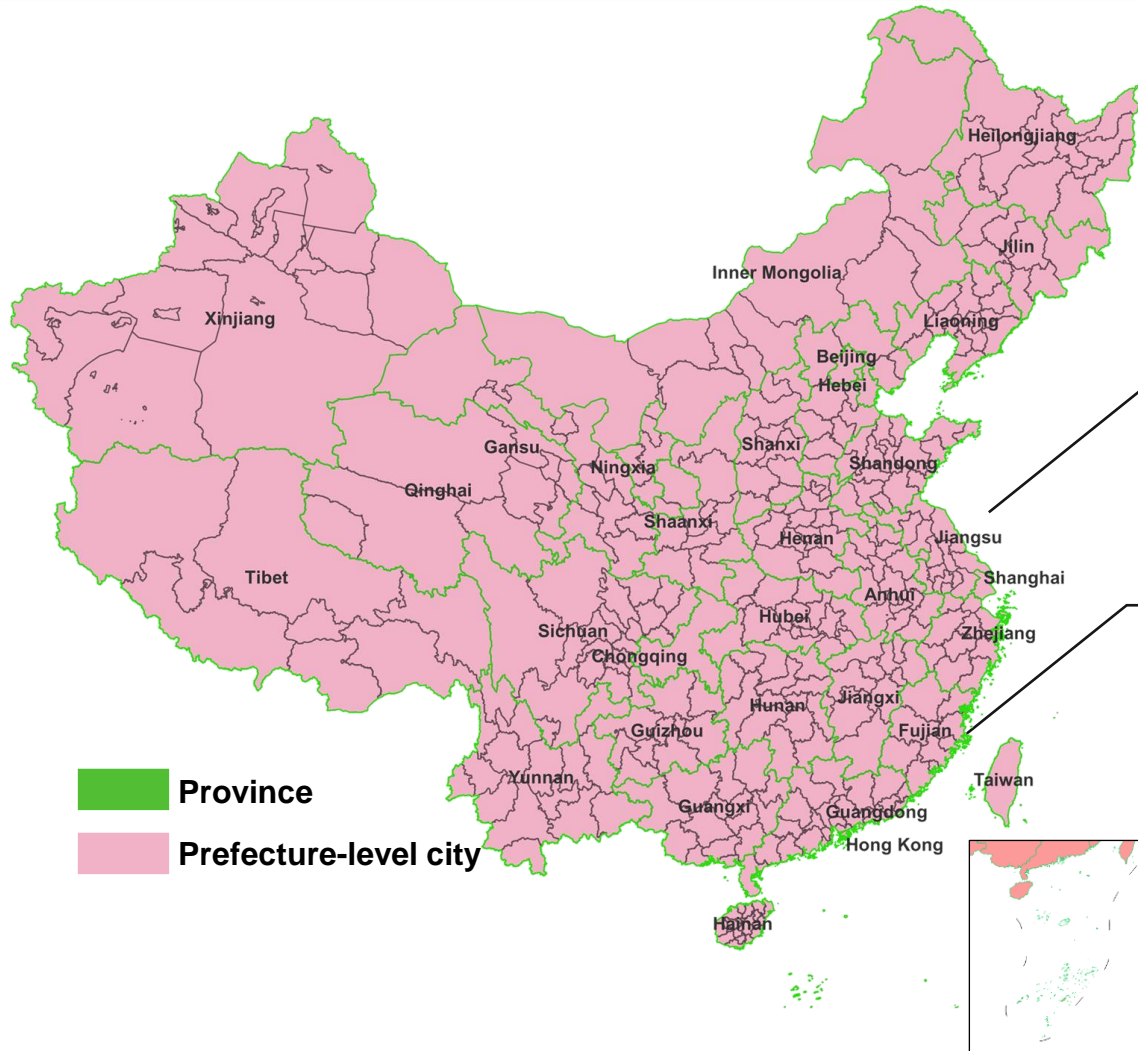 Heilongjiang
Jilin
Inner Mongolia
Xinjiang
Liaoning
Beijing
Hebei
Shanxi
Gansu
Shandong
Ningxia
Qinghai
Shaanxi
Henan
Jiangsu
Tibet
Shanghai
Anhui
Hubei
Sichuan
Zhejiang
Chongqing
Jiangxi
Hunan
Guizhou
Fujian
Yunnan
Taiwan
Province
Guangxi
Guangdong
Hong Kong
Prefecture-level city
Hainan